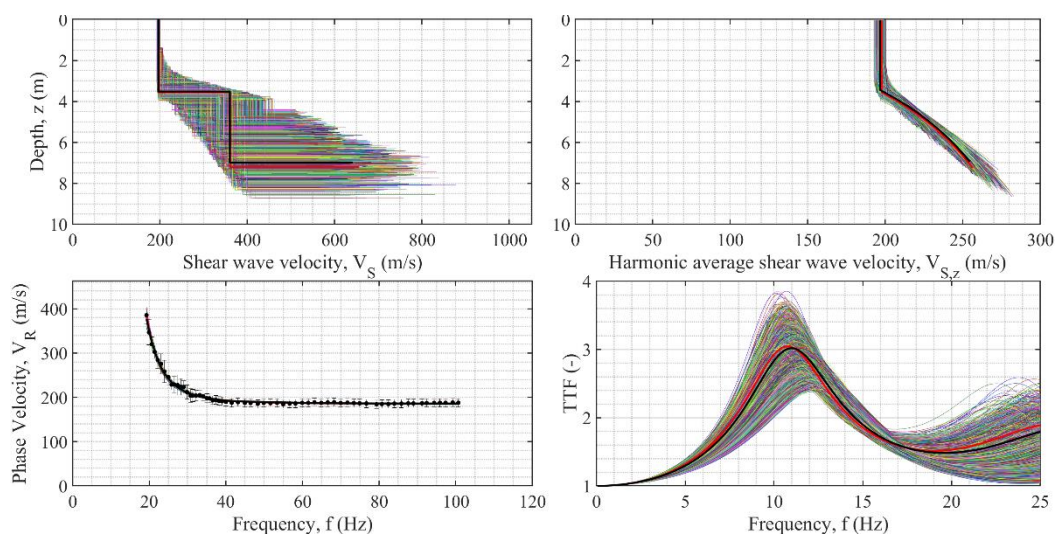 0
2
4
6
8
10
Depth, z (m)
0 200 400 600 800 1000
Shear wave velocity, V_S (m/s)
0
2
4
6
8
10
0 50 100 150 200 250 300
Harmonic average shear wave velocity, V_S,z (m/s)
400
300
200
100
0
Phase Velocity, V_R (m/s)
0 20 40 60 80 100 120
Frequency, f (Hz)
4
3
2
1
TTF (-)
0 5 10 15 20 25
Frequency, f (Hz)